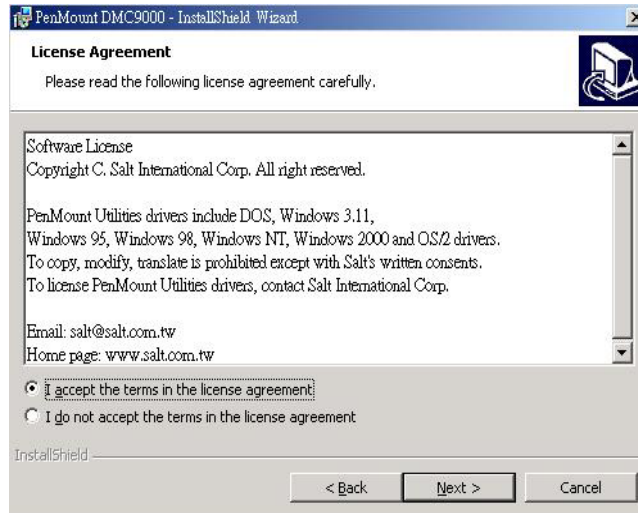 PenMount DMC9000 - InstallShield Wizard
License Agreement
Please read the following license agreement carefully.
Software License
Copyright C. Salt International Corp. All right reserved.
PenMount Utilities drivers include DOS, Windows 3.11,
Windows 95, Windows 98, Windows NT, Windows 2000 and OS/2 drivers.
To copy, modify, translate is prohibited except with Salt's written consents.
To license PenMount Utilities drivers, contact Salt International Corp.
Email: salt@salt.com.tw
Home page: www.salt.com.tw
I accept the terms in the license agreement
I do not accept the terms in the license agreement
InstallShield
< Back
Next >
Cancel